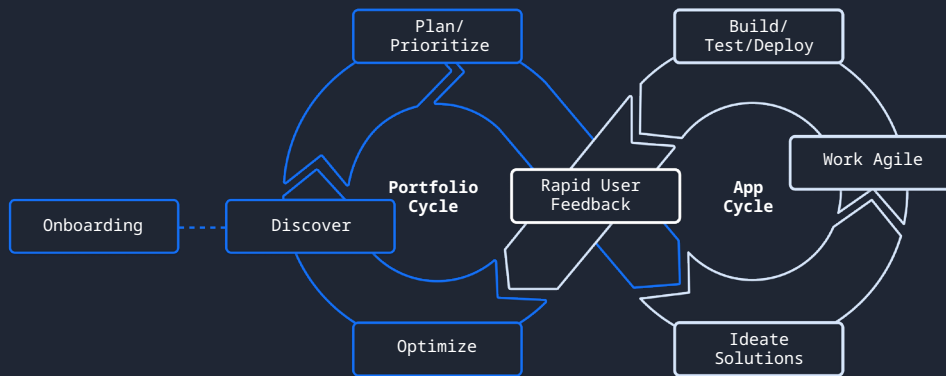 Plan/
Prioritize
Build/
Test/Deploy
Work Agile
Portfolio
Cycle
Rapid User
Feedback
App
Cycle
Onboarding
Discover
Optimize
Ideate
Solutions